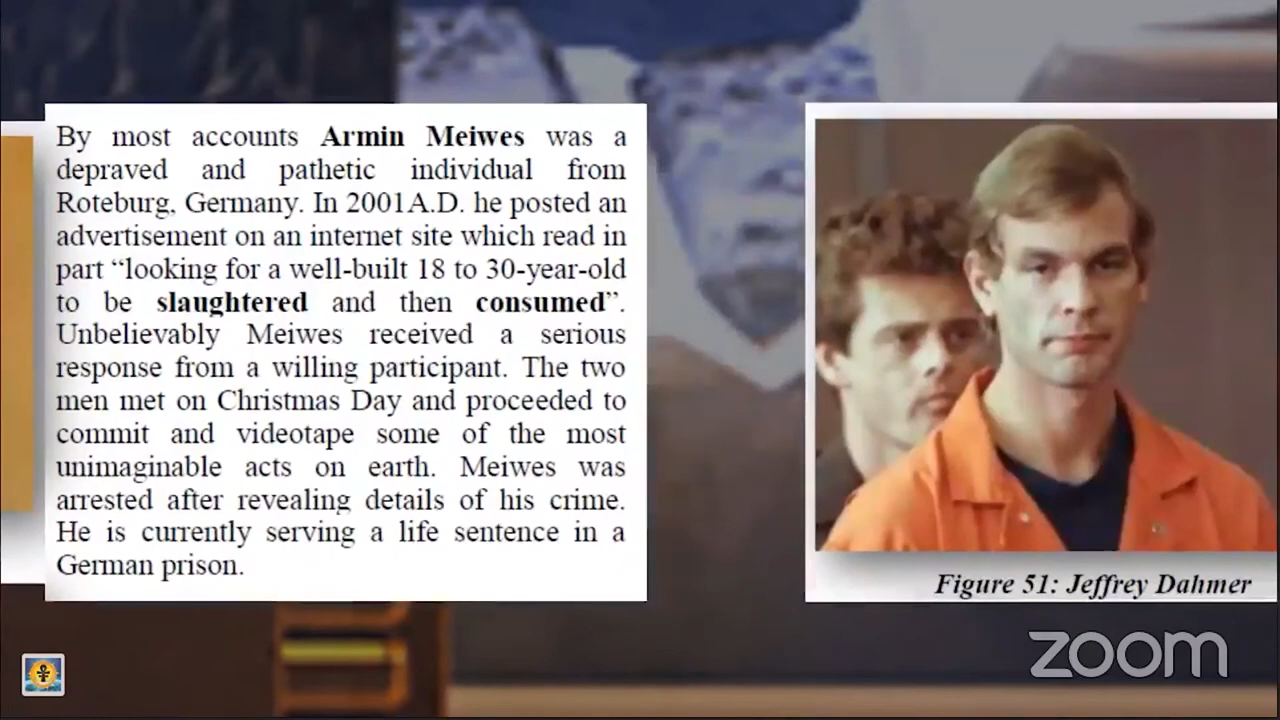 By most accounts Armin Meiwes was a
depraved and pathetic individual from
Roteburg, Germany. In 2001A.D. he posted an
advertisement on an internet site which read in
part “looking for a well-built 18 to 30-year-old
to be slaughtered and then consumed”.
Unbelievably Meiwes received a serious
response from a willing participant. The two
men met on Christmas Day and proceeded to
commit and videotape some of the most
unimaginable acts on earth. Meiwes was
arrested after revealing details of his crime.
He is currently serving a life sentence in a
German prison.
Figure 51: Jeffrey Dahmer
zoom